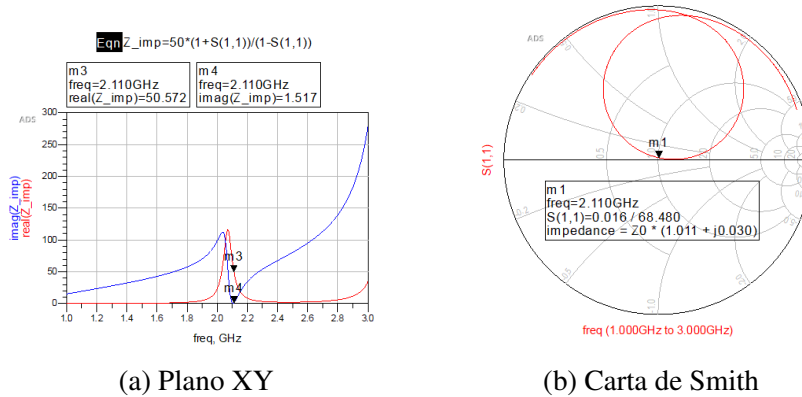 Eqn Z_imp=50*(1+S(1,1))/(1-S(1,1))
m3
freq=2.110GHz
real(Z_imp)=50.572
m4
freq=2.110GHz
imag(Z_imp)=1.517
ADS
300
250
200
150
100
50
0
imag(Z_imp)
real(Z_imp)
m3
m4
1.0 1.2 1.4 1.6 1.8 2.0 2.2 2.4 2.6 2.8 3.0
freq, GHz
(a) Plano XY
ADS
S(1,1)
m1
m1
freq=2.110GHz
S(1,1)=0.016 / 68.480
impedance = Z0 * (1.011 + j0.030)
freq (1.000GHz to 3.000GHz)
(b) Carta de Smith